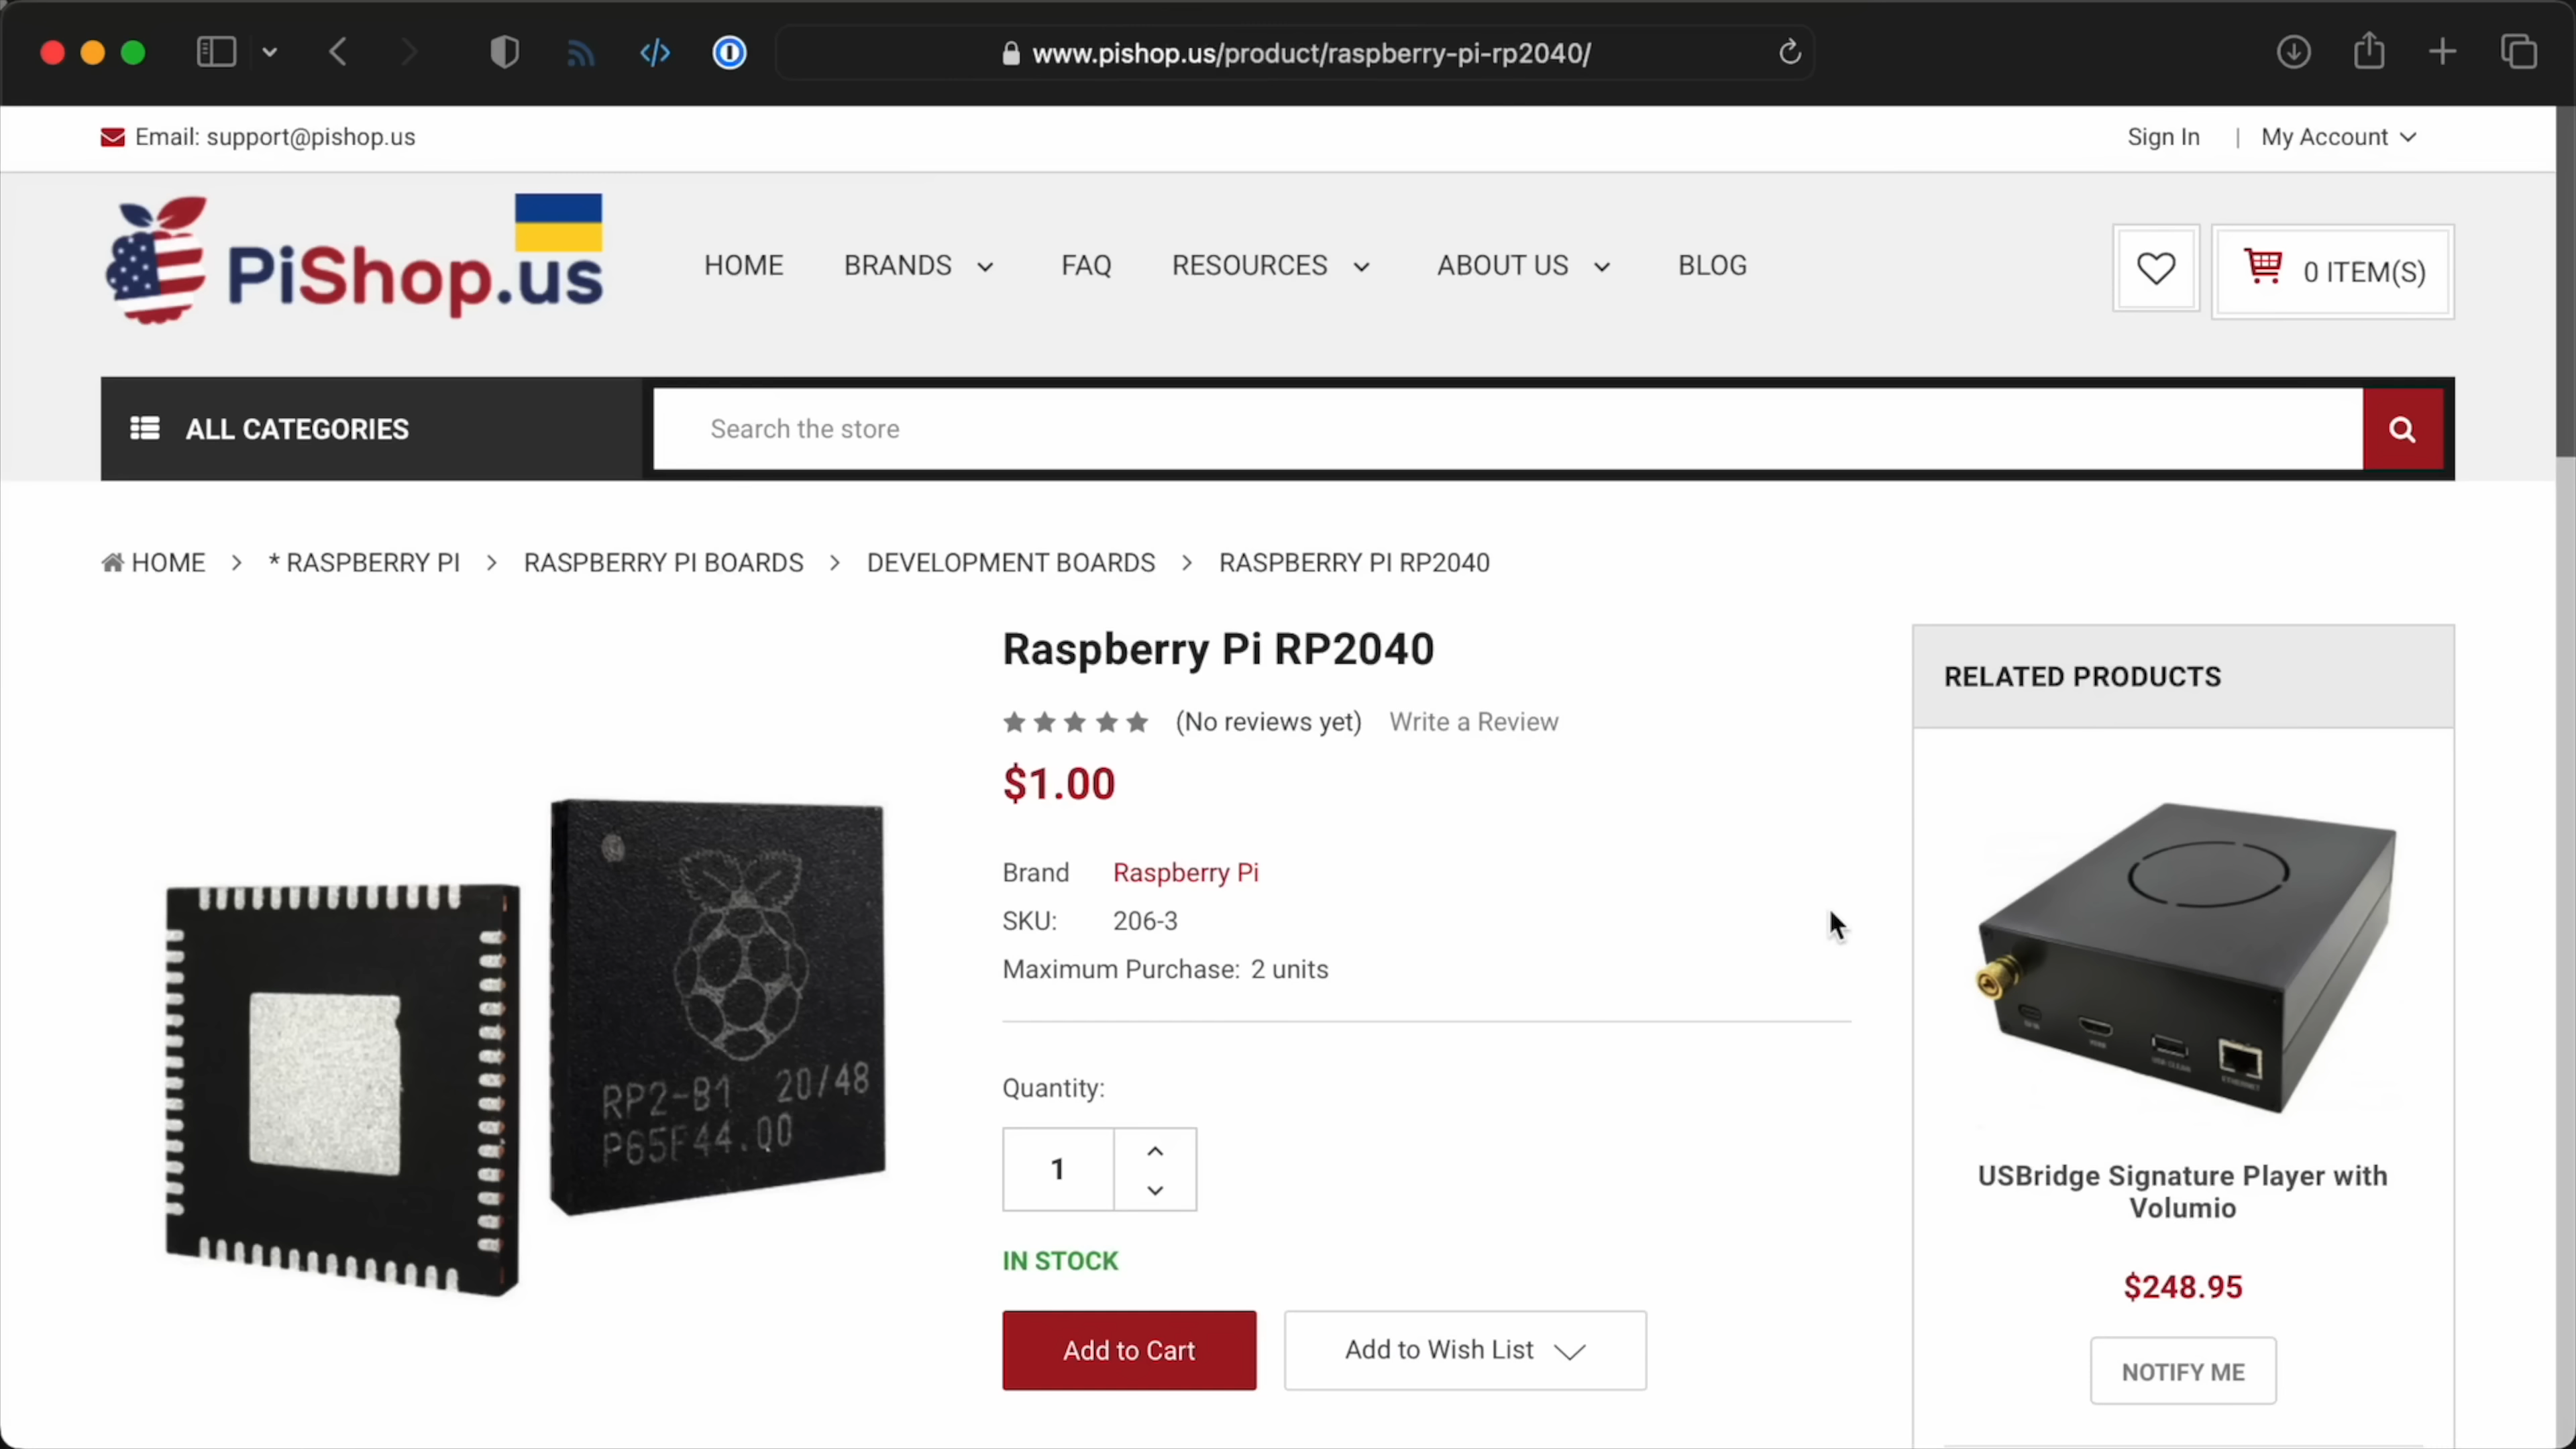 www.pishop.us/product/raspberry-pi-rp2040/
Email: support@pishop.us
Sign In | My Account
PiShop.us
HOME BRANDS FAQ RESOURCES ABOUT US BLOG
0 ITEM(S)
ALL CATEGORIES
Search the store
HOME > * RASPBERRY PI > RASPBERRY PI BOARDS > DEVELOPMENT BOARDS > RASPBERRY PI RP2040
Raspberry Pi RP2040
(No reviews yet) Write a Review
$1.00
Brand Raspberry Pi
SKU: 206-3
Maximum Purchase: 2 units
Quantity:
1
IN STOCK
Add to Cart
Add to Wish List
RP2-B1 20/48
P65F44.00
RELATED PRODUCTS
ETHERNET
USBridge Signature Player with
Volumio
$248.95
NOTIFY ME